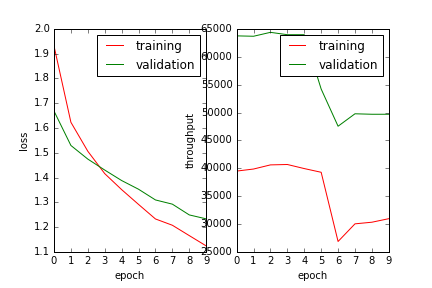 2.0
1.9
1.8
1.7
1.6
1.5
1.4
1.3
1.2
1.1
loss
training
validation
0 1 2 3 4 5 6 7 8 9
epoch
65000
60000
55000
50000
45000
40000
35000
30000
25000
throughput
training
validation
0 1 2 3 4 5 6 7 8 9
epoch